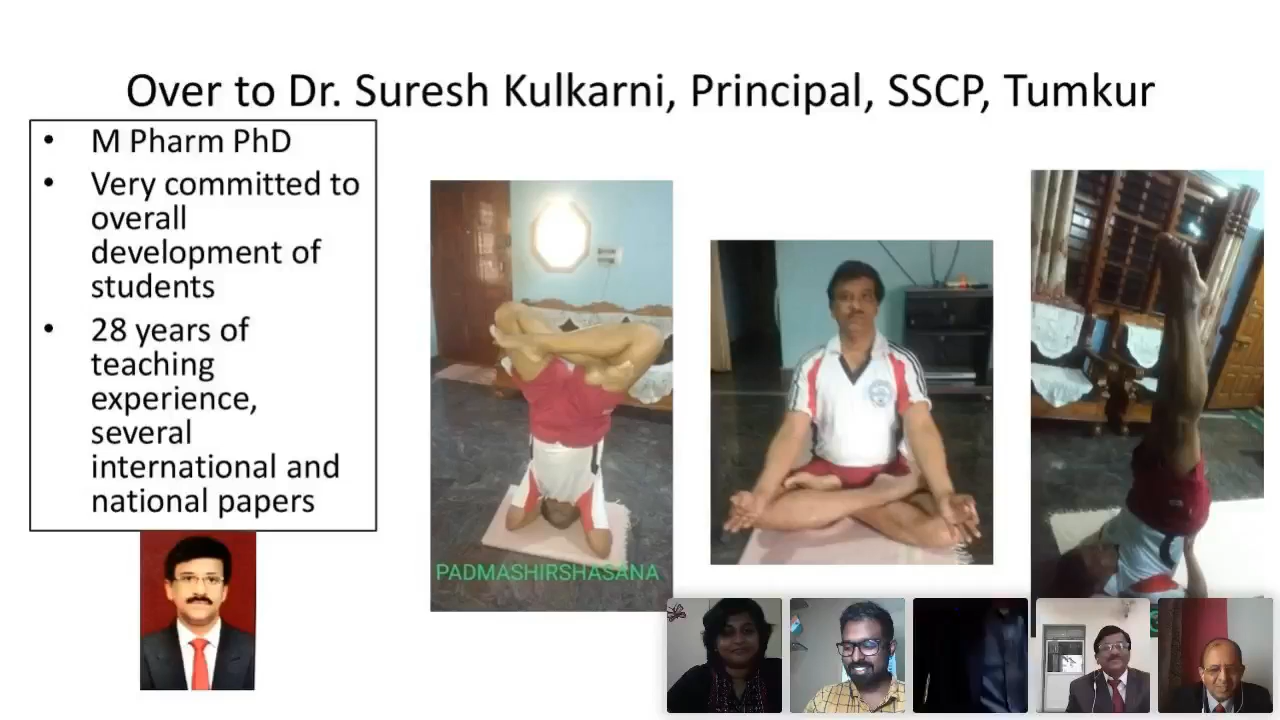 Over to Dr. Suresh Kulkarni, Principal, SSCP, Tumkur
• M Pharm PhD
• Very committed to
overall
development of
students
• 28 years of
teaching
experience,
several
international and
national papers
PADMASHIRSHASANA